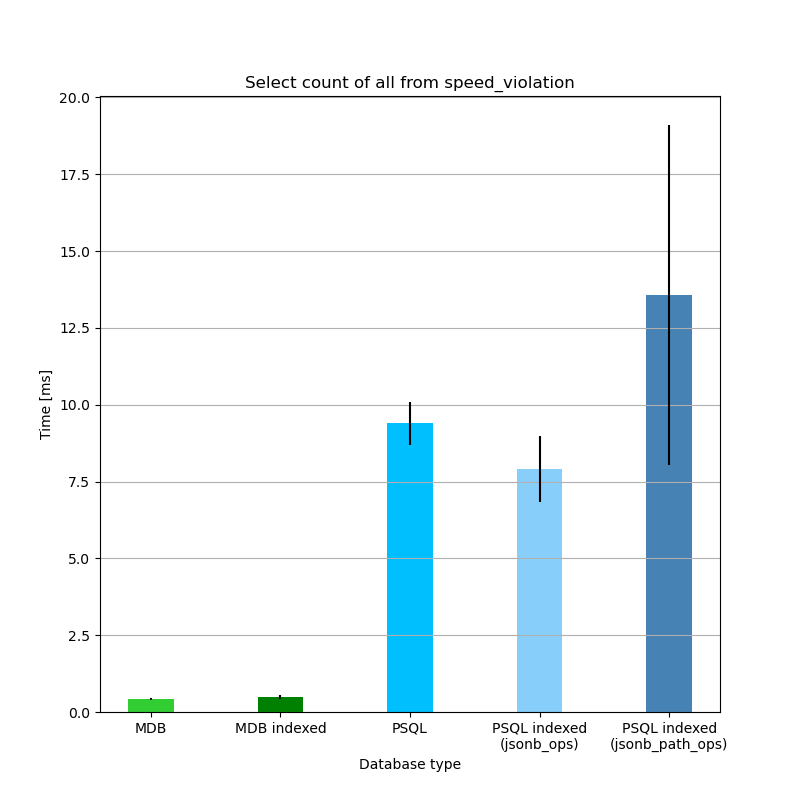 Select count of all from speed_violation
Time [ms]
20.0
17.5
15.0
12.5
10.0
7.5
5.0
2.5
0.0
MDB
MDB indexed
PSQL
PSQL indexed
(jsonb_ops)
PSQL indexed
(jsonb_path_ops)
Database type